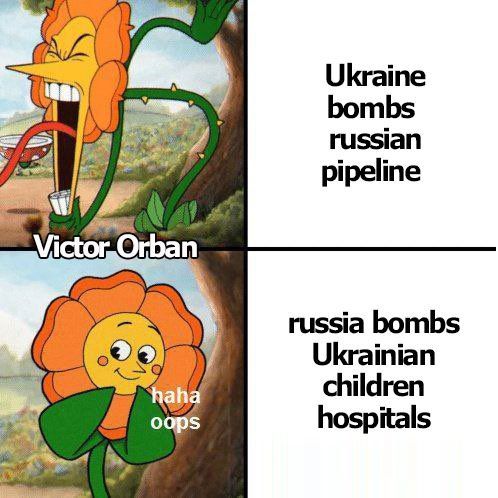 Ukraine
bombs
russian
pipeline
Victor Orban
haha
oops
russia bombs
Ukrainian
children
hospitals